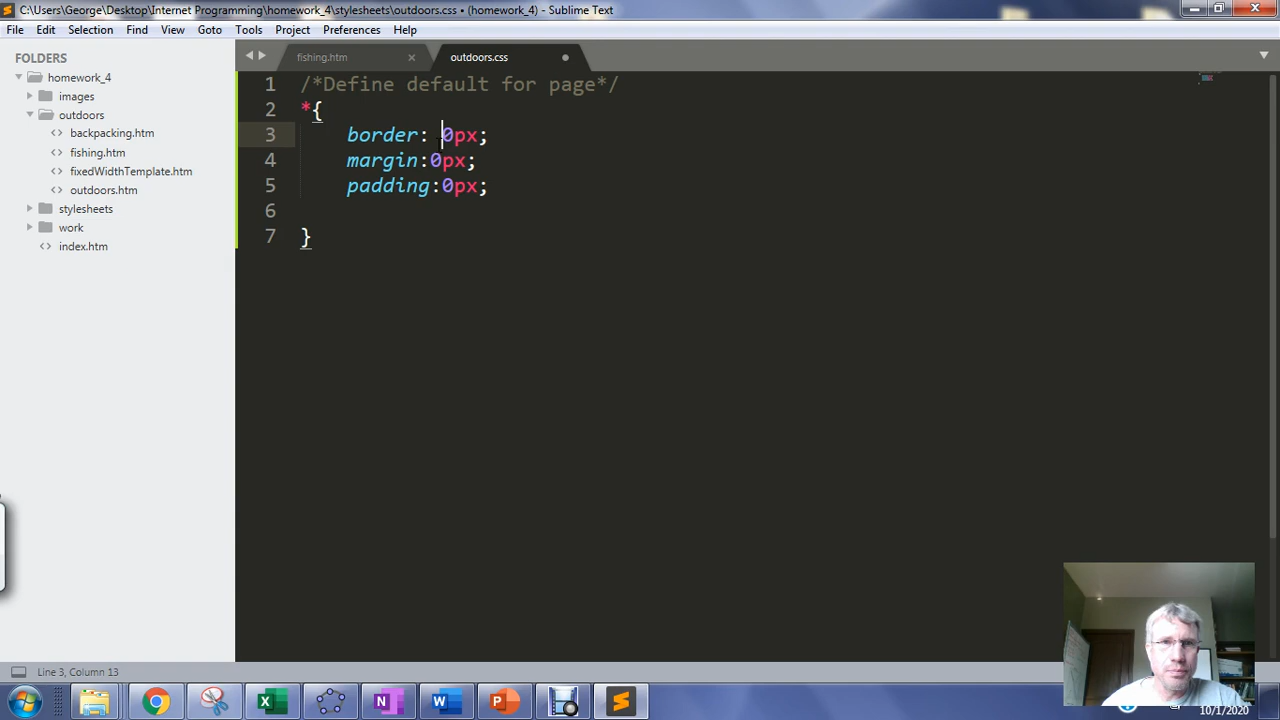 C:\Users\George\Desktop\Internet Programming\homework_4\stylesheets\outdoors.css • (homework_4) - Sublime Text
File Edit Selection Find View Goto Tools Project Preferences Help
FOLDERS
homework_4
images
outdoors
backpacking.htm
fishing.htm
fixedWidthTemplate.htm
outdoors.htm
stylesheets
work
index.htm
fishing.htm × outdoors.css
1 /*Define default for page*/
2 *{
3 border: 0px;
4 margin:0px;
5 padding:0px;
6
7 }
Line 3, Column 13
10/1/2020